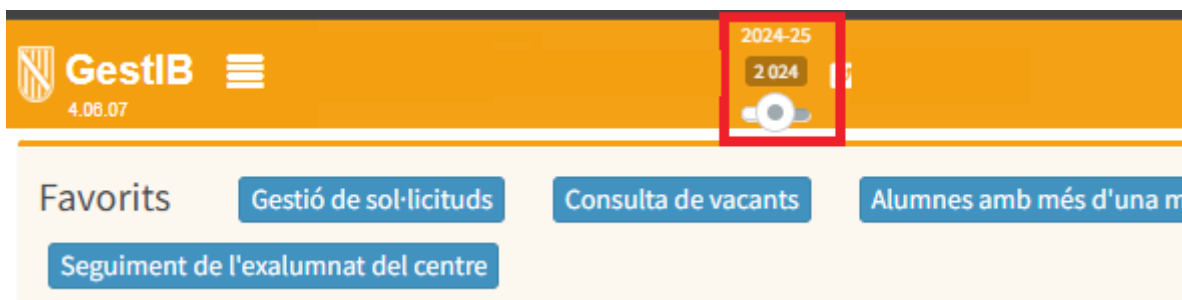 2024-25
GestIB
2 024
4.06.07
Favorits
Gestió de sol·licituds
Consulta de vacants
Alumnes amb més d'una m
Seguiment de l'exalumnat del centre